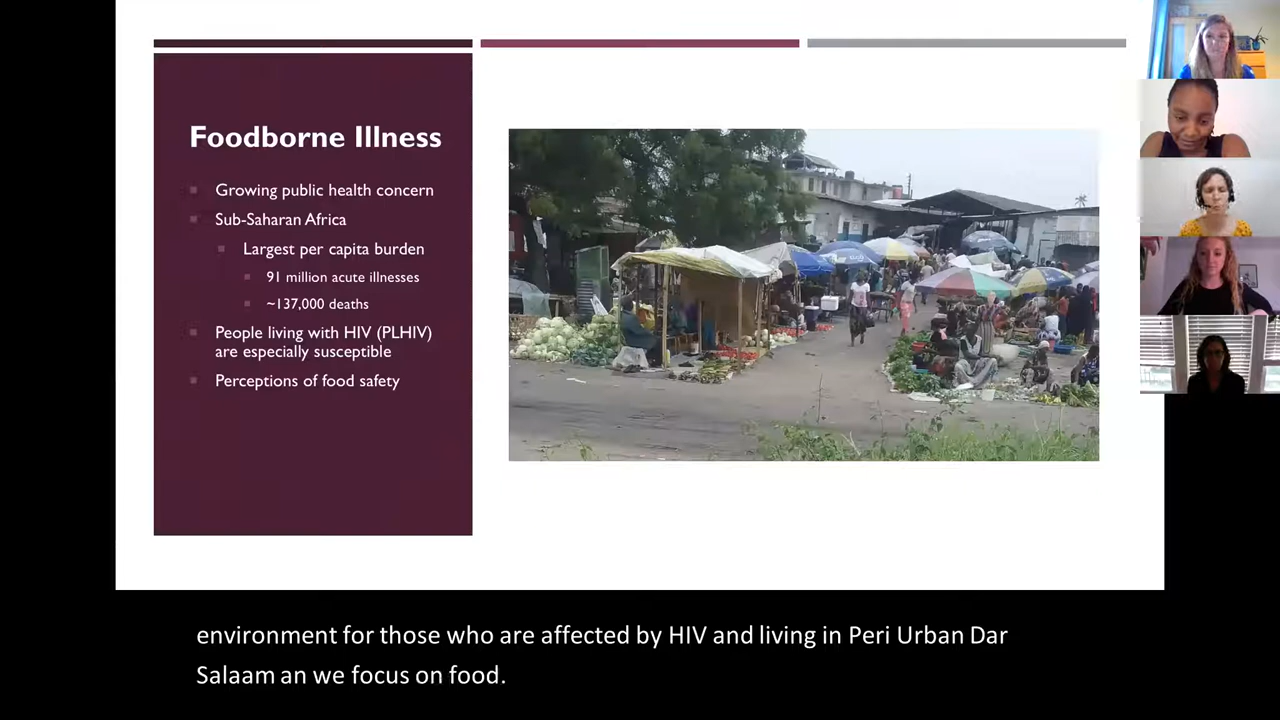 Foodborne Illness
Growing public health concern
Sub-Saharan Africa
Largest per capita burden
91 million acute illnesses
~137,000 deaths
People living with HIV (PLHIV)
are especially susceptible
Perceptions of food safety
environment for those who are affected by HIV and living in Peri Urban Dar
Salaam an we focus on food.